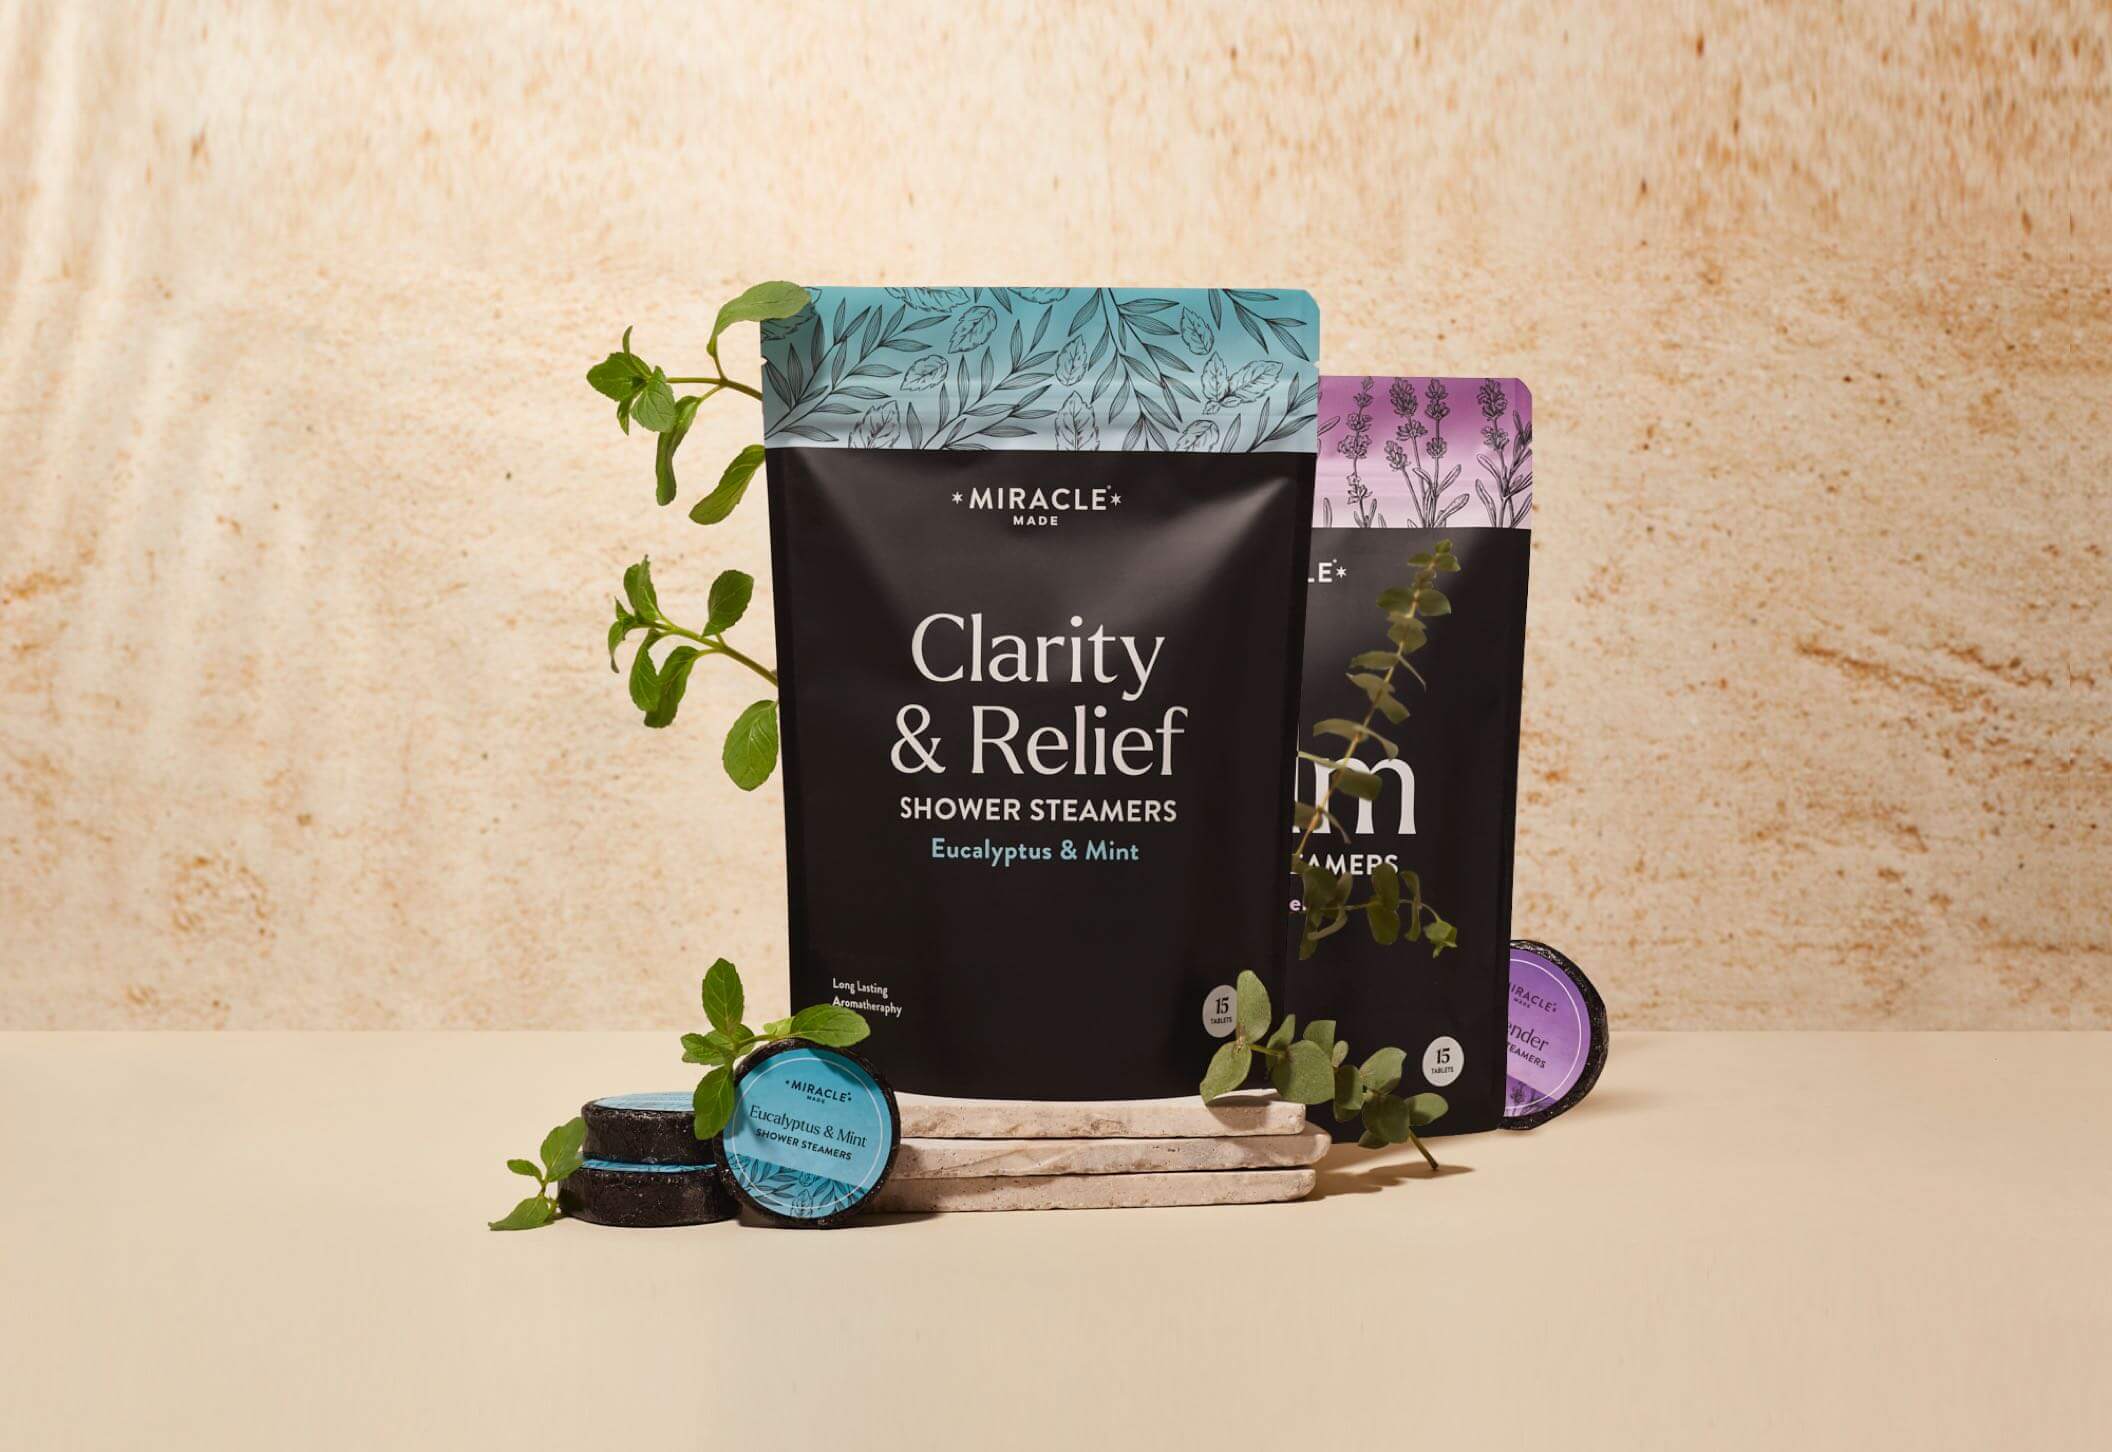 MIRACLE
MADE
Clarity
& Relief
SHOWER STEAMERS
Eucalyptus & Mint
Long Lasting
Aromatheraphy
15
TABLETS
15
TABLETS
MIRACLE
MADE
Eucalyptus & Mint
SHOWER STEAMERS
MADE